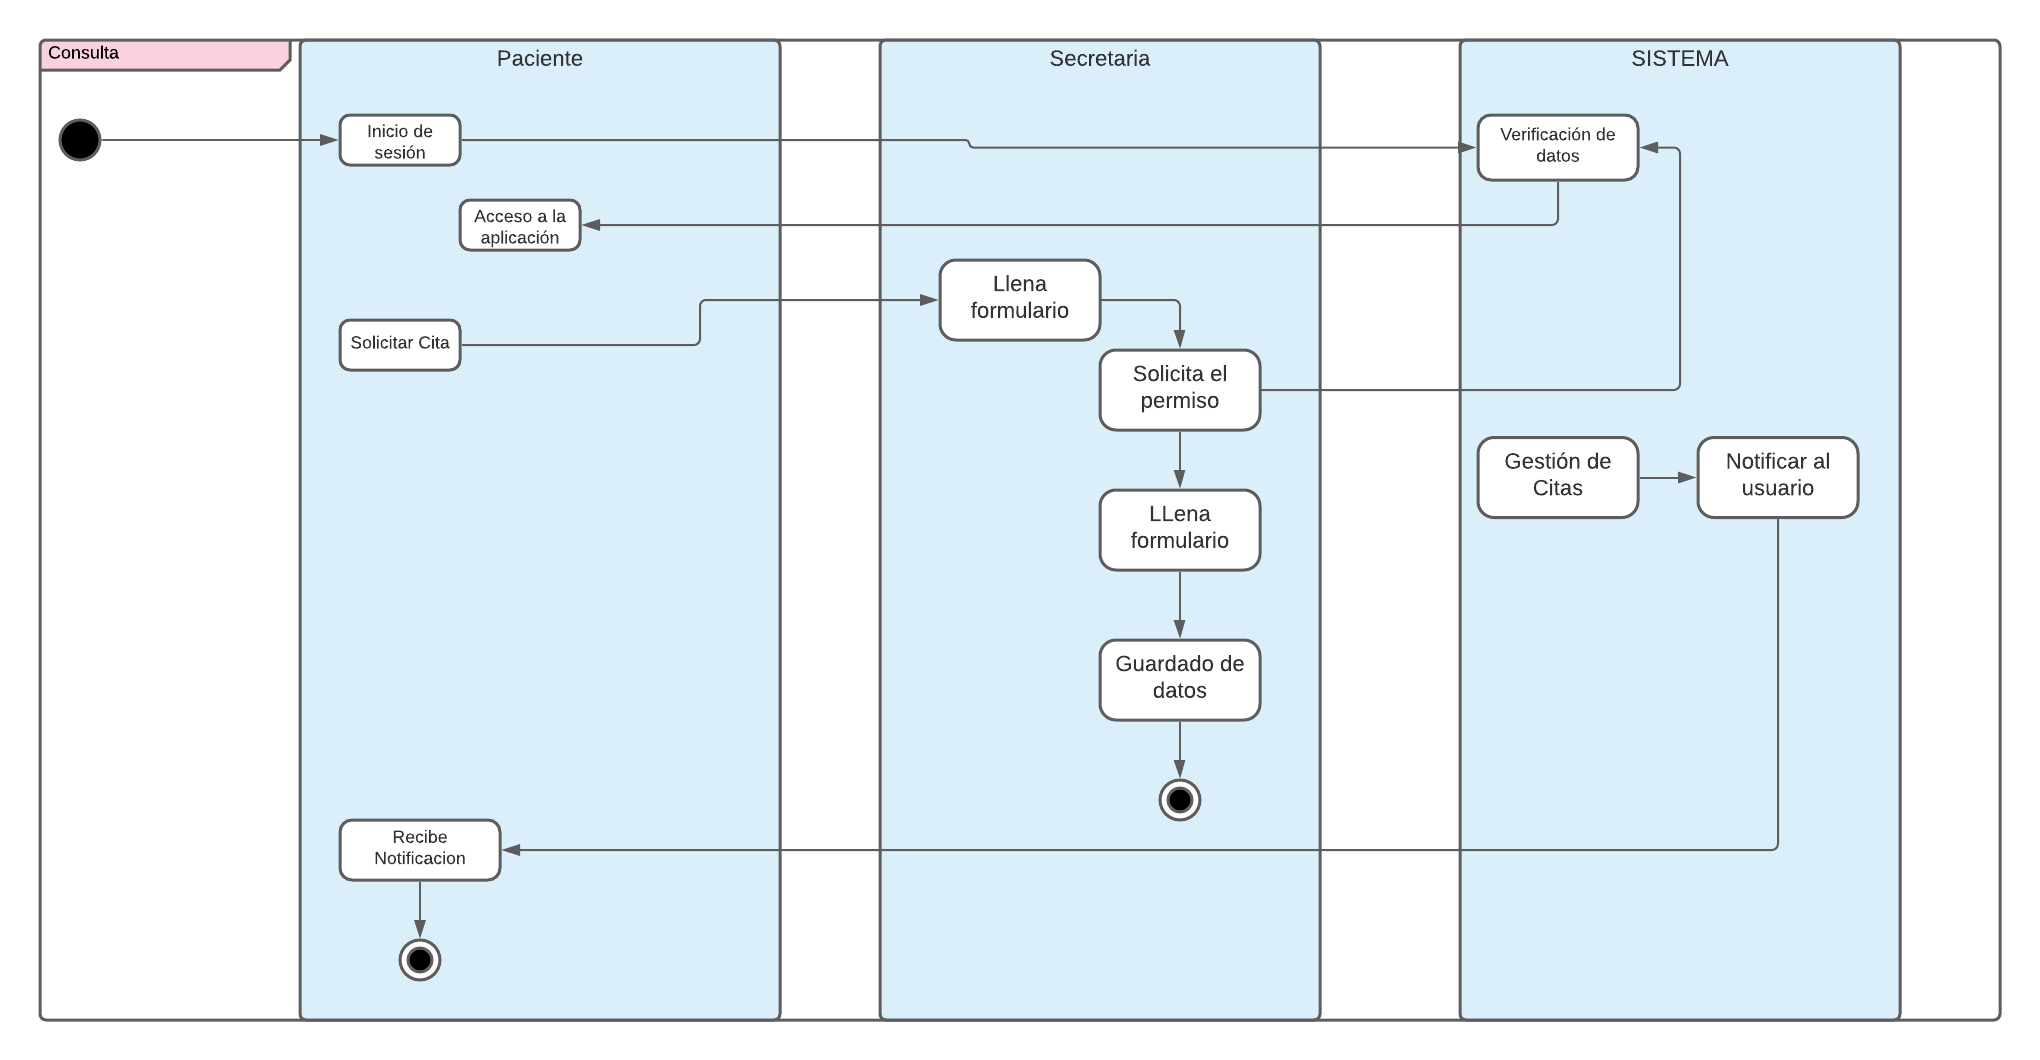 Consulta
Paciente
Secretaria
SISTEMA
Inicio de
sesión
Verificación de
datos
Acceso a la
aplicación
Llena
formulario
Solicitar Cita
Solicita el
permiso
Gestión de
Citas
Notificar al
usuario
LLena
formulario
Guardado de
datos
Recibe
Notificacion